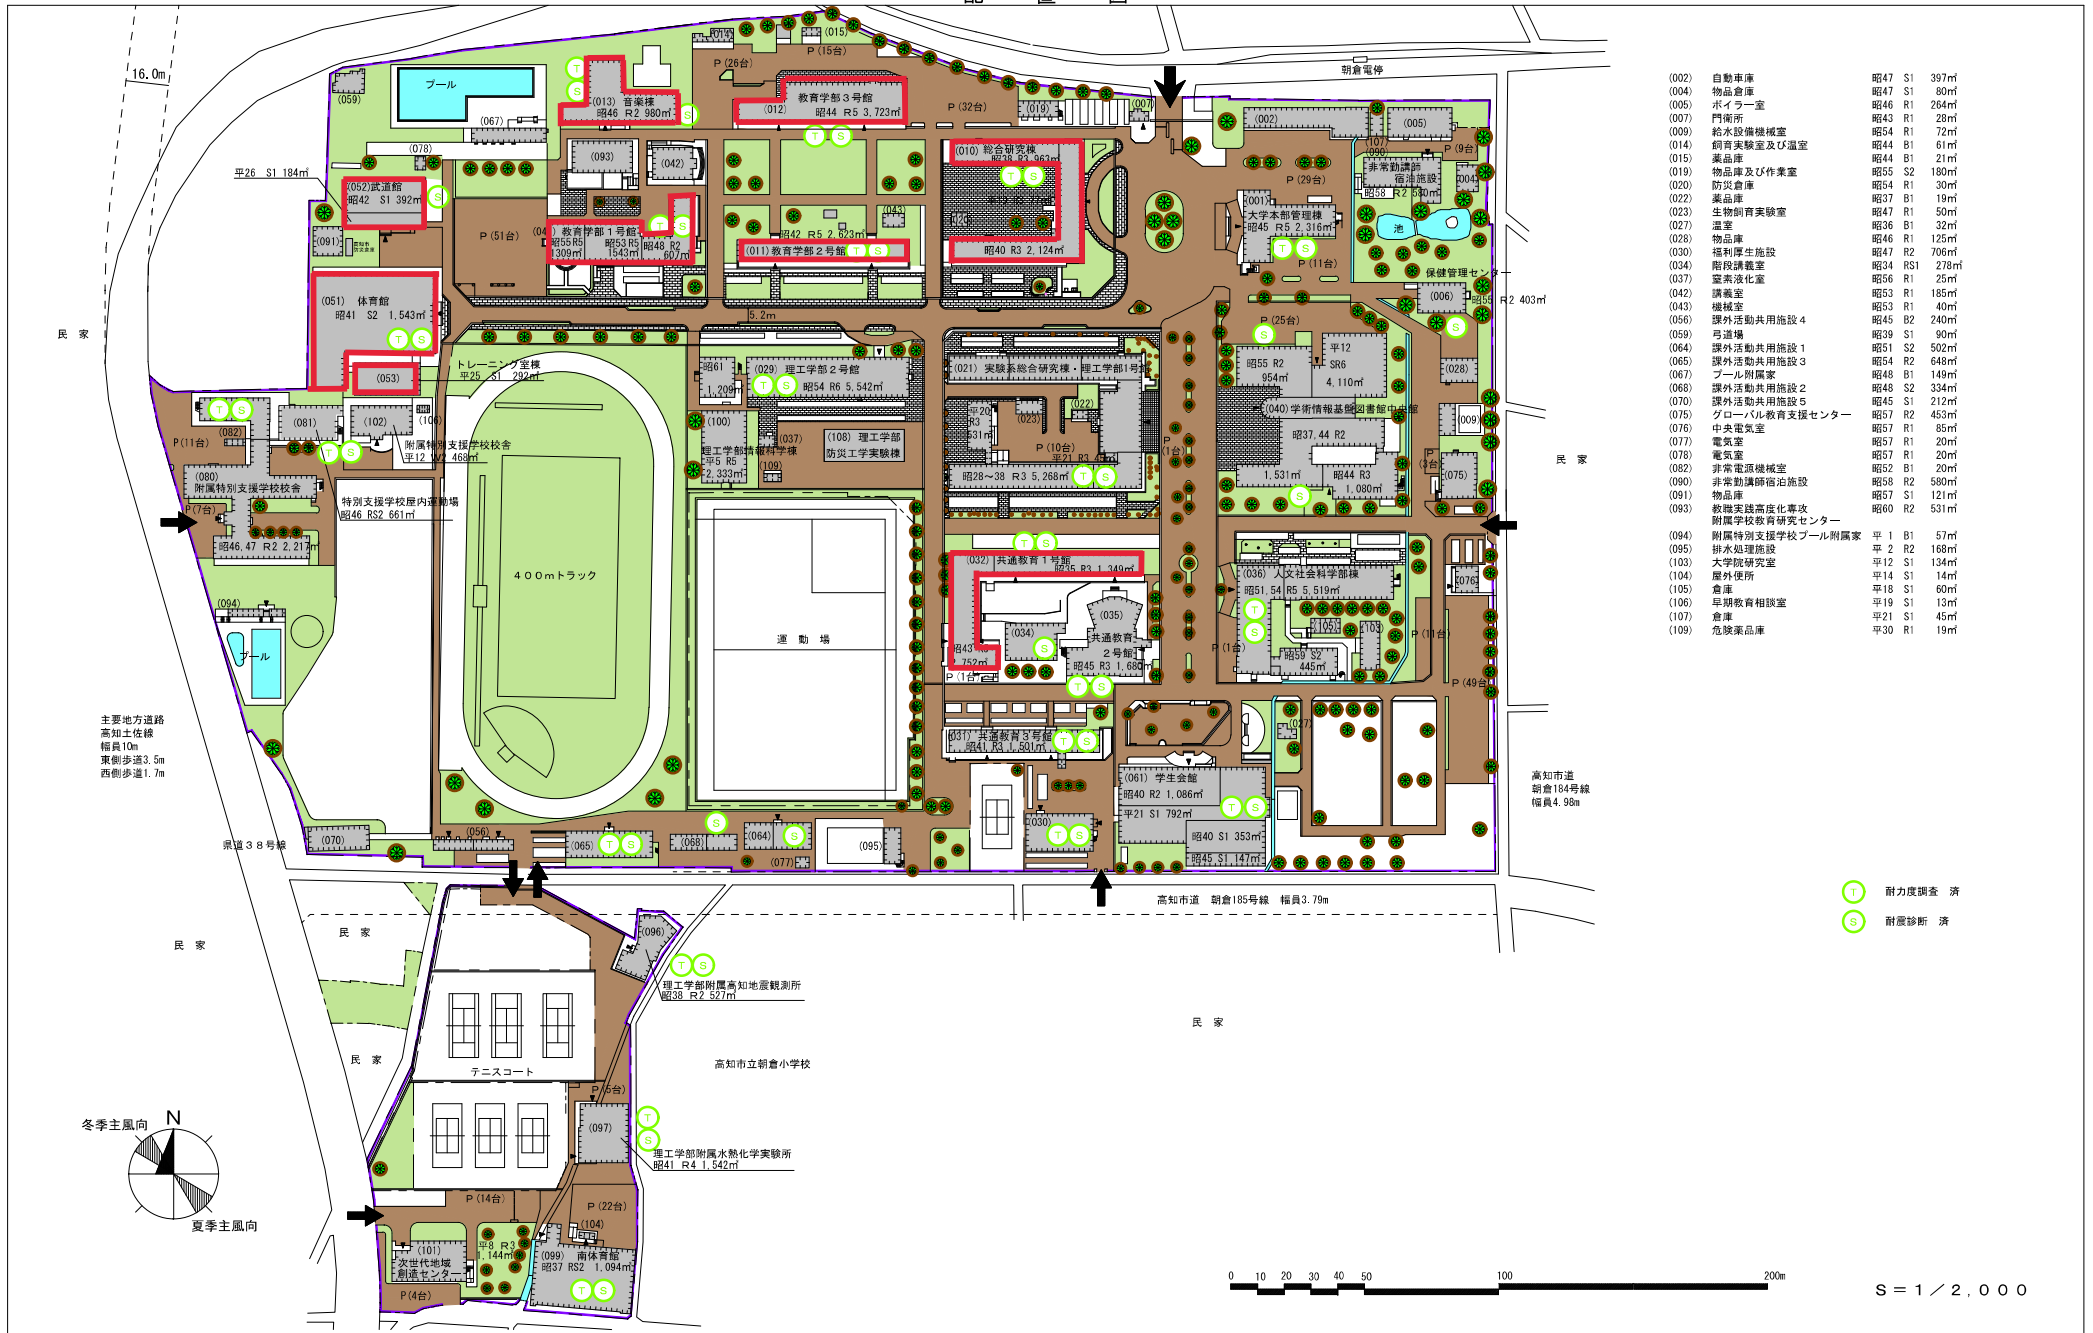 配 置 図
16.0m
(059)
プール
(067)
(078)
(013) 音楽棟
昭46 R2 980㎡
(014)
(015)
P(15台)
P(26台)
(012)
教育学部3号館
昭44 R5 3,723㎡
P(32台)
(019)
(007)
朝倉電停
(002)
(005)
(107)
(090)
P(9台)
非常勤講師
宿泊施設
昭58 R2 580㎡
(004)
平26 S1 184㎡
(052)武道館
昭42 S1 392㎡
(091)
(093)
(042)
P(51台)
教育学部1号館
昭55R5
1309㎡
昭53R5
1543㎡
昭48 R2
607㎡
(043)
昭42 R5 2,623㎡
(011)教育学部2号館
(010) 総合研究棟
昭38 R3 963㎡
昭40 R3 2,124㎡
P(29台)
(001)
大学本部管理棟
昭45 R5 2,316㎡
P(11台)
池
保健管理センター
(006)
昭55 R2 403㎡
(051) 体育館
昭41 S2 1,543㎡
(053)
トレーニング室棟
平25 S1 292㎡
民 家
5.2m
昭61
1,209㎡
(029) 理工学部2号館
昭54 R6 5,542㎡
(100)
理工学部情報科学棟
平5 R5
2,333㎡
(037)
(109)
(108) 理工学部
防災工学実験棟
(021) 実験系総合研究棟・理工学部1号館
平20
R3
531㎡
(023)
(022)
P(10台)
平21 R3
昭28～38 R3 5,268㎡
P
(1台)
P(25台)
昭55 R2
954㎡
平12
SR6
4,110㎡
(040)学術情報基盤図書館中央館
昭37,44 R2
1,531㎡
昭44 R3
1,080㎡
(028)
(009)
P
(3台)
(075)
民 家
P(11台)
(082)
(081)
(102)
(106)
附属特別支援学校校舎
平12 W2 468㎡
(080)
附属特別支援学校校舎
P(7台)
昭46,47 R2 2,217㎡
特別支援学校屋内運動場
昭46 RS2 661㎡
(094)
プール
400mトラック
運 動 場
(032) 共通教育1号館
昭35 R3 1,349㎡
昭43 R3
752㎡
P(1台)
(034)
(035)
共通教育
2号館
昭45 R3 1,680㎡
(036) 人文社会科学部棟
昭51,54 R5 5,519㎡
(105)
(103)
P(1台)
昭59 S2
445㎡
P(11台)
(076)
P(49台)
(027)
(031) 共通教育3号館
昭41 R3 1,501㎡
主要地方道路
高知土佐線
幅員10m
東側歩道3.5m
西側歩道1.7m
県道38号線
(070)
(056)
(065)
(068)
(064)
(077)
(095)
(030)
(061) 学生会館
昭40 R2 1,086㎡
平21 S1 792㎡
昭40 S1 353㎡
昭45 S1 147㎡
高知市道
朝倉184号線
幅員4.98m
高知市道 朝倉185号線 幅員3.79m
民 家
民 家
民 家
民 家
(096)
理工学部附属高知地震観測所
昭38 R2 527㎡
テニスコート
高知市立朝倉小学校
P(5台)
(097)
理工学部附属水熱化学実験所
昭41 R4 1,542㎡
P(14台)
P(22台)
(104)
(101)
次世代地域
創造センター
平8 R3
1,144㎡
P(4台)
(099) 南体育館
昭37 RS2 1,094㎡
冬季主風向
N
夏季主風向
(002) 自動車庫 昭47 S1 397㎡
(004) 物品倉庫 昭47 S1 80㎡
(005) ボイラー室 昭46 R1 264㎡
(007) 門衛所 昭43 R1 28㎡
(009) 給水設備機械室 昭54 R1 72㎡
(014) 飼育実験室及び温室 昭44 B1 61㎡
(015) 薬品庫 昭44 B1 21㎡
(019) 物品庫及び作業室 昭55 S2 180㎡
(020) 防災倉庫 昭54 R1 30㎡
(022) 薬品庫 昭37 B1 19㎡
(023) 生物飼育実験室 昭47 R1 50㎡
(027) 温室 昭36 B1 32㎡
(028) 物品庫 昭46 R1 125㎡
(030) 福利厚生施設 昭47 R2 706㎡
(034) 階段講義室 昭34 RS1 278㎡
(037) 窒素液化室 昭56 R1 25㎡
(042) 講義室 昭53 R1 185㎡
(043) 機械室 昭53 R1 40㎡
(056) 課外活動共用施設4 昭45 B2 240㎡
(059) 弓道場 昭39 S1 90㎡
(064) 課外活動共用施設1 昭51 S2 502㎡
(065) 課外活動共用施設3 昭54 R2 648㎡
(067) プール附属家 昭48 B1 149㎡
(068) 課外活動共用施設2 昭48 S2 334㎡
(070) 課外活動共用施設5 昭45 S1 212㎡
(075) グローバル教育支援センター 昭57 R2 453㎡
(076) 中央電気室 昭57 R1 85㎡
(077) 電気室 昭57 R1 20㎡
(078) 電気室 昭57 R1 20㎡
(082) 非常電源機械室 昭52 B1 20㎡
(090) 非常勤講師宿泊施設 昭58 R2 580㎡
(091) 物品庫 昭57 S1 121㎡
(093) 教職実践高度化専攻 昭60 R2 531㎡
附属学校教育研究センター
(094) 附属特別支援学校プール附属家 平 1 B1 57㎡
(095) 排水処理施設 平 2 R2 168㎡
(103) 大学院研究室 平12 S1 134㎡
(104) 屋外便所 平14 S1 14㎡
(105) 倉庫 平18 S1 60㎡
(106) 早期教育相談室 平19 S1 13㎡
(107) 倉庫 平21 S1 45㎡
(109) 危険薬品庫 平30 R1 19㎡
T 耐力度調査 済
S 耐震診断 済
0 10 20 30 40 50 100 200m
S=1/2,000